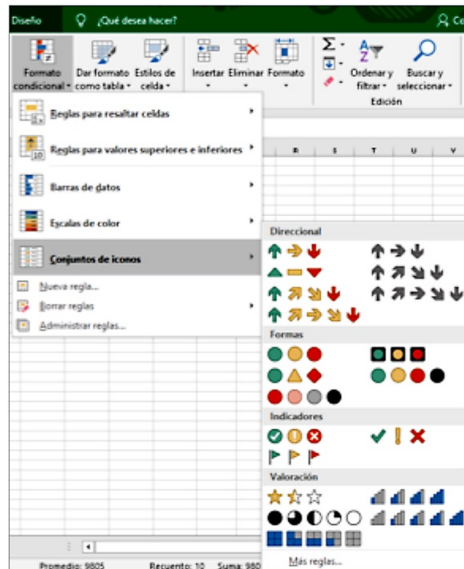 Diseño ¿Qué desea hacer? Co
Formato condicional
Dar formato como tabla
Estilos de celda
Insertar Eliminar Formato
Ordenar y filtrar
Buscar y seleccionar
Edición
Reglas para resaltar celdas
Reglas para valores superiores e inferiores
Barras de datos
Escalas de color
Conjuntos de iconos
Nueva regla...
Borrar reglas
Administrar reglas...
R S T U V
Direccional
Formas
Indicadores
Valoración
Más reglas...
Promedio: 9805 Recuento: 10 Suma: 980